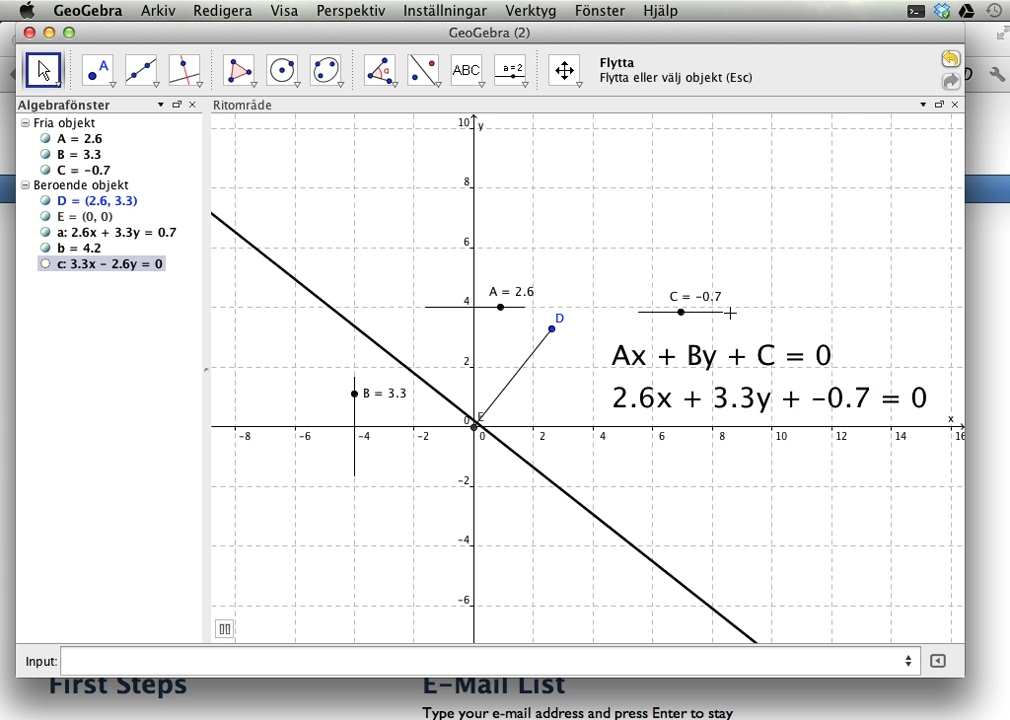 GeoGebra Arkiv Redigera Visa Perspektiv Inställningar Verktyg Fönster Hjälp
GeoGebra (2)
A ABC a=2 Flytta
α Flytta eller välj objekt (Esc)
Algebrafönster Ritområde
Fria objekt
A = 2.6
B = 3.3
C = -0.7
Beroende objekt
D = (2.6, 3.3)
E = (0, 0)
a: 2.6x + 3.3y = 0.7
b = 4.2
c: 3.3x - 2.6y = 0
10 y
8
6
A = 2.6 C = -0.7
4
D
Ax + By + C = 0
2
B = 3.3 2.6x + 3.3y + -0.7 = 0
0 E x
-8 -6 -4 -2 0 2 4 6 8 10 12 14 16
-2
-4
-6
Input:
First Steps E-Mail List
Type your e-mail address and press Enter to stay